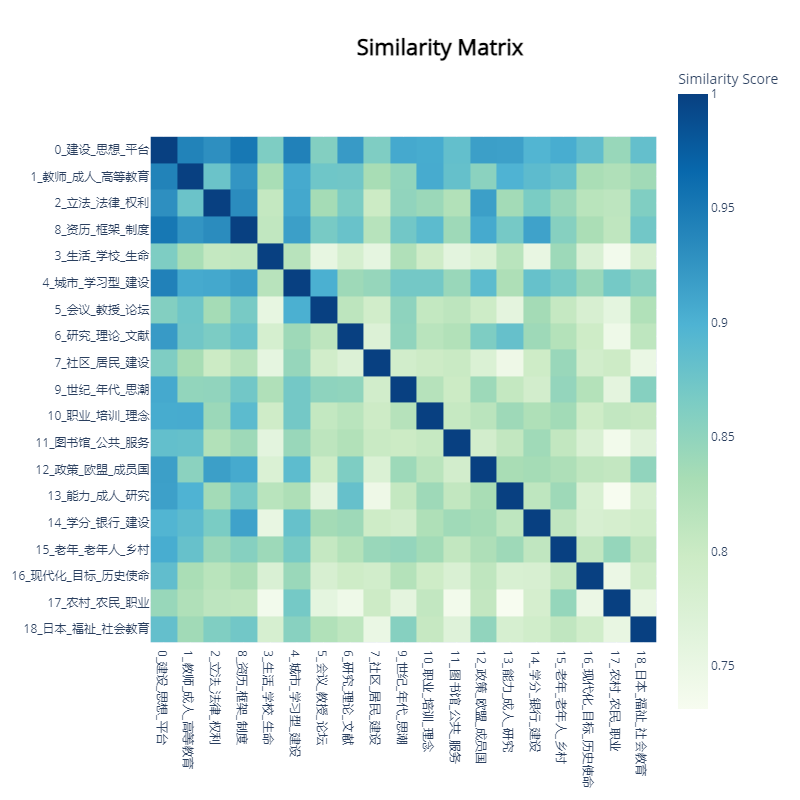 Similarity Matrix
Similarity Score
1
0.95
0.9
0.85
0.8
0.75
0_建设_思想_平台
1_教师_成人_高等教育
2_立法_法律_权利
8_资历_框架_制度
3_生活_学校_生命
4_城市_学习型_建设
5_会议_教授_论坛
6_研究_理论_文献
7_社区_居民_建设
9_世纪_年代_思潮
10_职业_培训_理念
11_图书馆_公共_服务
12_政策_欧盟_成员国
13_能力_成人_研究
14_学分_银行_建设
15_老年_老年人_乡村
16_现代化_目标_历史使命
17_农村_农民_职业
18_日本_福祉_社会教育
0_建设_思想_平台
1_教师_成人_高等教育
2_立法_法律_权利
8_资历_框架_制度
3_生活_学校_生命
4_城市_学习型_建设
5_会议_教授_论坛
6_研究_理论_文献
7_社区_居民_建设
9_世纪_年代_思潮
10_职业_培训_理念
11_图书馆_公共_服务
12_政策_欧盟_成员国
13_能力_成人_研究
14_学分_银行_建设
15_老年_老年人_乡村
16_现代化_目标_历史使命
17_农村_农民_职业
18_日本_福祉_社会教育